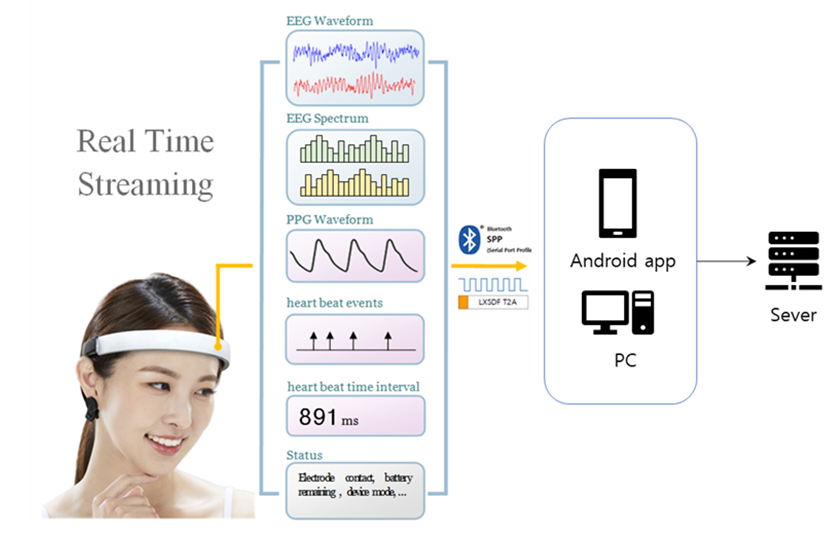 EEG Waveform
EEG Spectrum
Real Time
Streaming
PPG Waveform
Bluetooth
SPP
(Serial Port Profile
LXSDF T2A
heart beat events
heart beat time interval
891 ms
Status
Electrode contact, battery
remaining , device mode, ...
Android app
PC
Sever